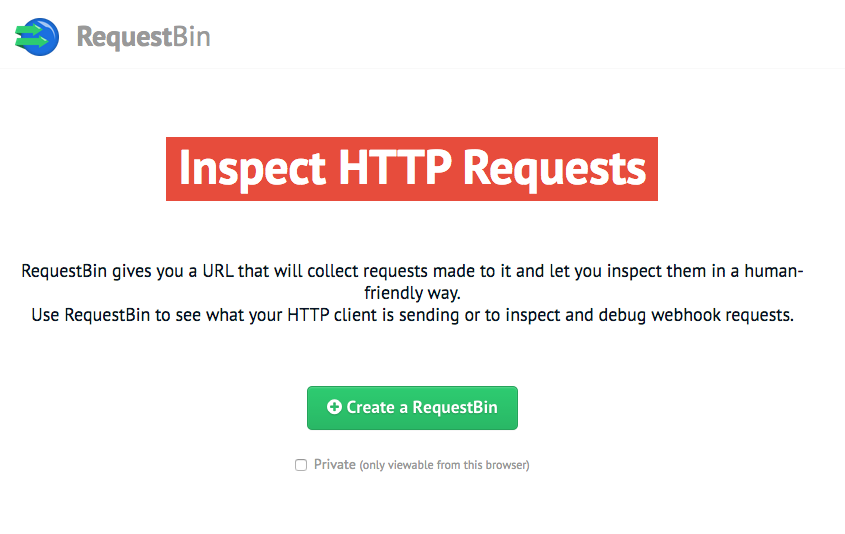 RequestBin
Inspect HTTP Requests
RequestBin gives you a URL that will collect requests made to it and let you inspect them in a human-
friendly way.
Use RequestBin to see what your HTTP client is sending or to inspect and debug webhook requests.
Create a RequestBin
Private (only viewable from this browser)